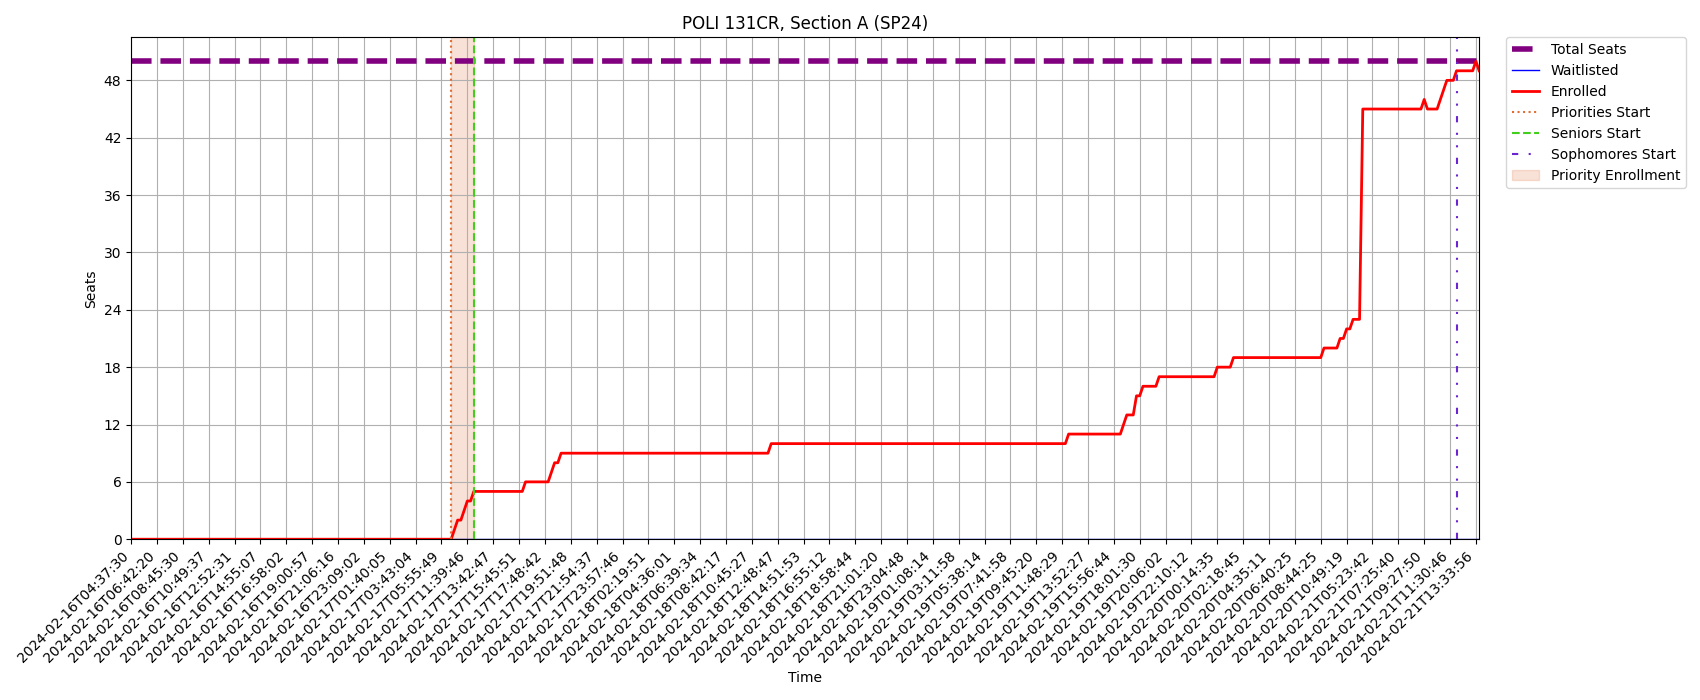 POLI 131CR, Section A (SP24)
Total Seats
Waitlisted
Enrolled
Priorities Start
Seniors Start
Sophomores Start
Priority Enrollment
Seats
48
42
36
30
24
18
12
6
0
2024-02-16T04:37:30
2024-02-16T06:42:20
2024-02-16T08:45:30
2024-02-16T10:49:37
2024-02-16T12:52:31
2024-02-16T14:55:07
2024-02-16T16:58:02
2024-02-16T19:00:57
2024-02-16T21:06:16
2024-02-16T23:09:02
2024-02-17T01:40:05
2024-02-17T03:43:04
2024-02-17T05:55:49
2024-02-17T11:39:46
2024-02-17T13:42:47
2024-02-17T15:45:51
2024-02-17T17:48:42
2024-02-17T19:51:48
2024-02-17T21:54:37
2024-02-17T23:57:46
2024-02-18T02:19:51
2024-02-18T04:36:01
2024-02-18T06:39:34
2024-02-18T08:42:17
2024-02-18T10:45:27
2024-02-18T12:48:47
2024-02-18T14:51:53
2024-02-18T16:55:12
2024-02-18T18:58:44
2024-02-18T21:01:20
2024-02-18T23:04:48
2024-02-19T01:08:14
2024-02-19T03:11:58
2024-02-19T05:38:14
2024-02-19T07:41:58
2024-02-19T09:45:20
2024-02-19T11:48:29
2024-02-19T13:52:27
2024-02-19T15:56:44
2024-02-19T18:01:30
2024-02-19T20:06:02
2024-02-19T22:10:12
2024-02-20T00:14:35
2024-02-20T02:18:45
2024-02-20T04:35:11
2024-02-20T06:40:25
2024-02-20T08:44:25
2024-02-20T10:49:19
2024-02-21T05:23:42
2024-02-21T07:25:40
2024-02-21T09:27:50
2024-02-21T11:30:46
2024-02-21T13:33:56
Time